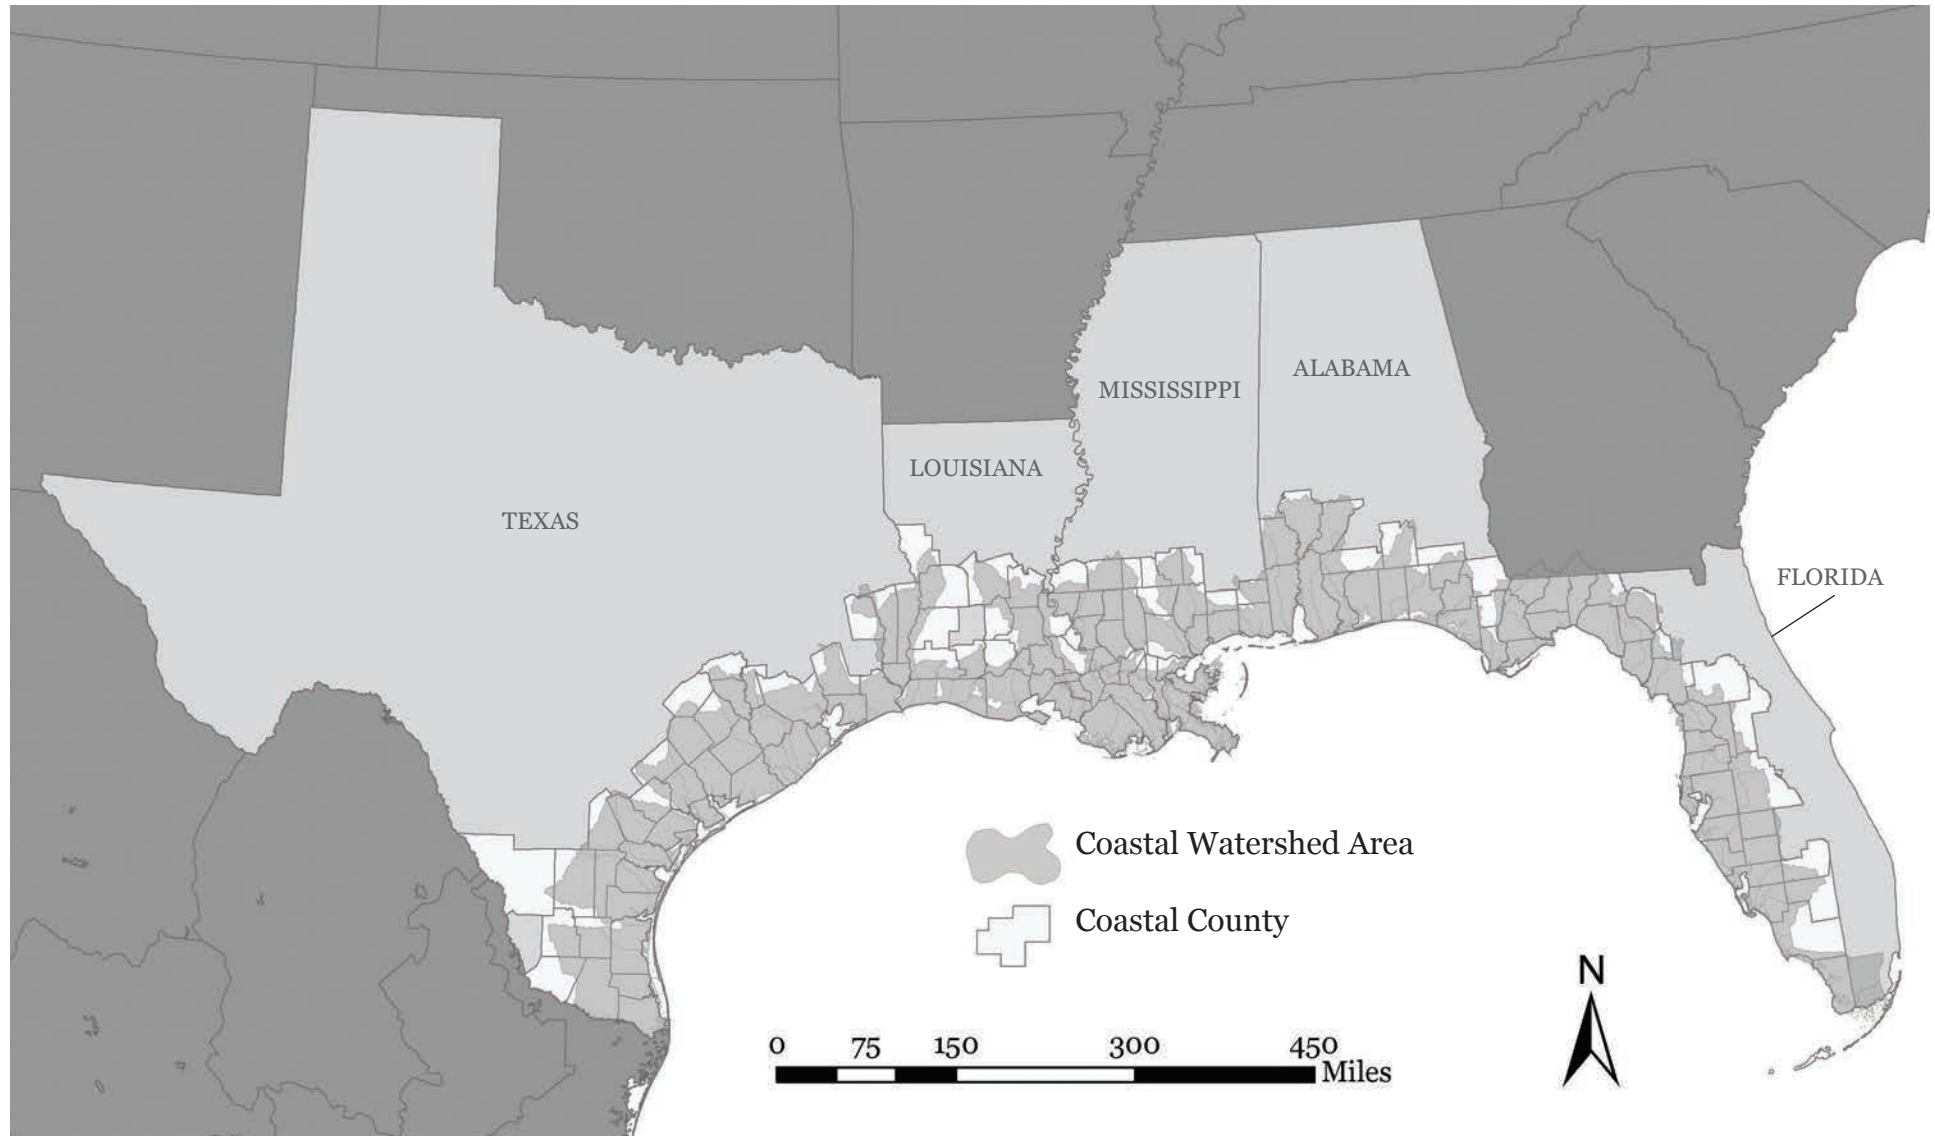 MISSISSIPPI
ALABAMA
LOUISIANA
TEXAS
FLORIDA
Coastal Watershed Area
Coastal County
N
0 75 150 300 450
Miles